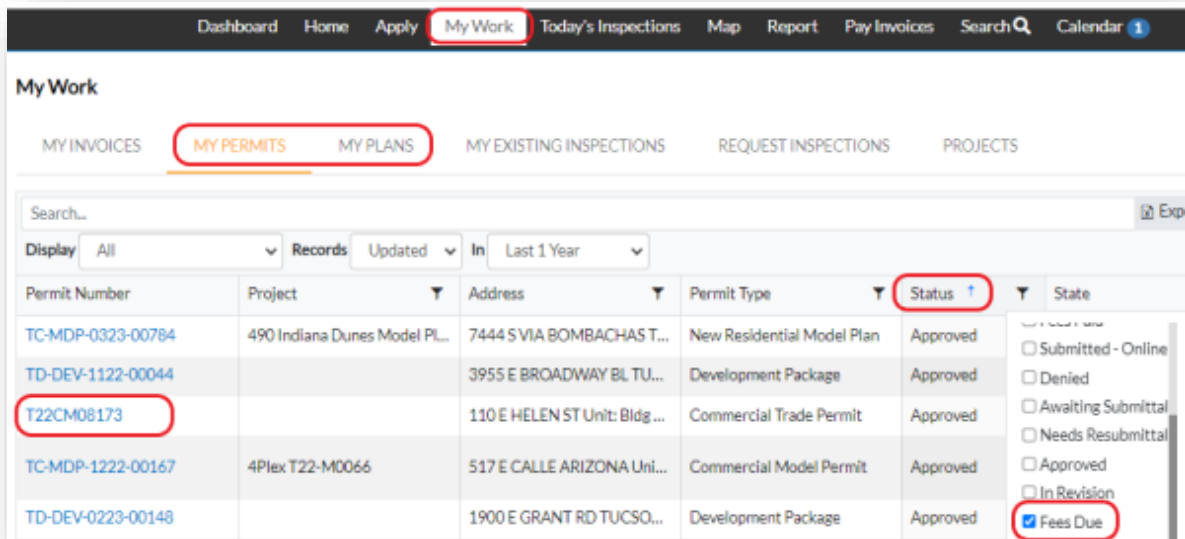 Dashboard Home Apply My Work Today's Inspections Map Report Pay Invoices Search Calendar 1
My Work
MY INVOICES MY PERMITS MY PLANS MY EXISTING INSPECTIONS REQUEST INSPECTIONS PROJECTS
Search... Exp
Display All Records Updated In Last 1 Year
Permit Number Project Address Permit Type Status ↑ State
TC-MDP-0323-00784 490 Indiana Dunes Model PL... 7444 S VIA BOMBACHAS T... New Residential Model Plan Approved
Submitted - Online
TD-DEV-1122-00044 3955 E BROADWAY BL TU... Development Package Approved Denied
T22CM08173 110 E HELEN ST Unit: Bldg ... Commercial Trade Permit Approved Awaiting Submittal
Needs Resubmittal
TC-MDP-1222-00167 4Plex T22-M0066 517 E CALLE ARIZONA Uni... Commercial Model Permit Approved Approved
In Revision
TD-DEV-0223-00148 1900 E GRANT RD TUCSO... Development Package Approved Fees Due